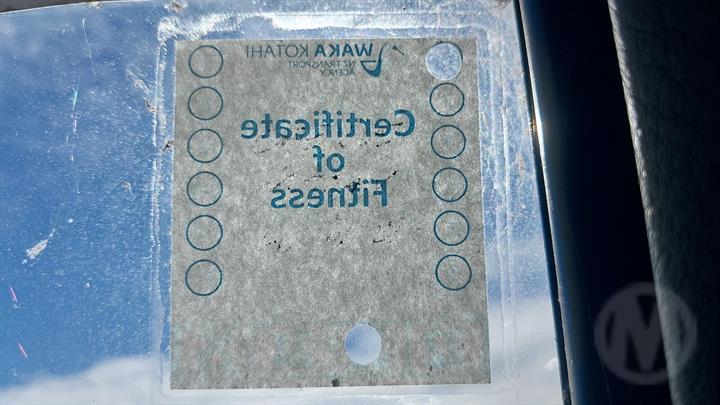 WAKA KOTAHI
NZ TRANSPORT
AGENCY
Certificate
of
Fitness
M